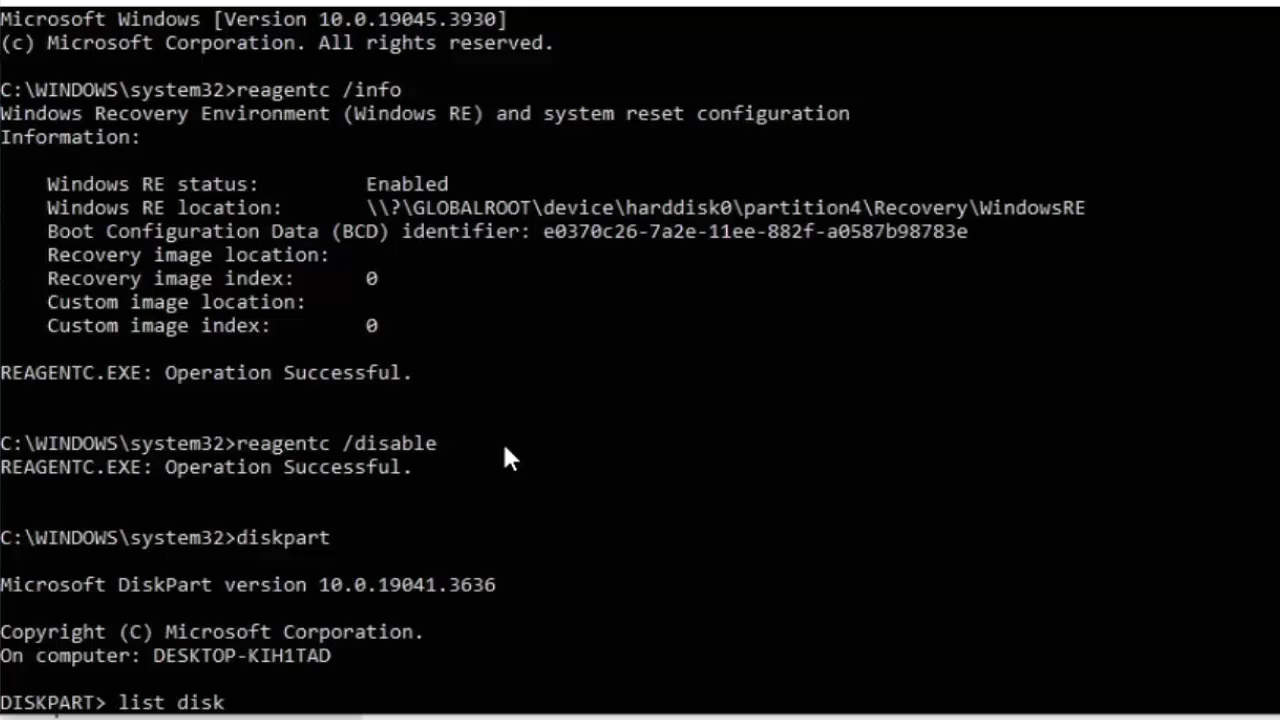 Microsoft Windows [Version 10.0.19045.3930]
(c) Microsoft Corporation. All rights reserved.
C:\WINDOWS\system32>reagentc /info
Windows Recovery Environment (Windows RE) and system reset configuration
Information:
Windows RE status: Enabled
Windows RE location: \\?\GLOBALROOT\device\harddisk0\partition4\Recovery\WindowsRE
Boot Configuration Data (BCD) identifier: e0370c26-7a2e-11ee-882f-a0587b98783e
Recovery image location:
Recovery image index: 0
Custom image location:
Custom image index: 0
REAGENTC.EXE: Operation Successful.
C:\WINDOWS\system32>reagentc /disable
REAGENTC.EXE: Operation Successful.
C:\WINDOWS\system32>diskpart
Microsoft DiskPart version 10.0.19041.3636
Copyright (C) Microsoft Corporation.
On computer: DESKTOP-KIH1TAD
DISKPART> list disk